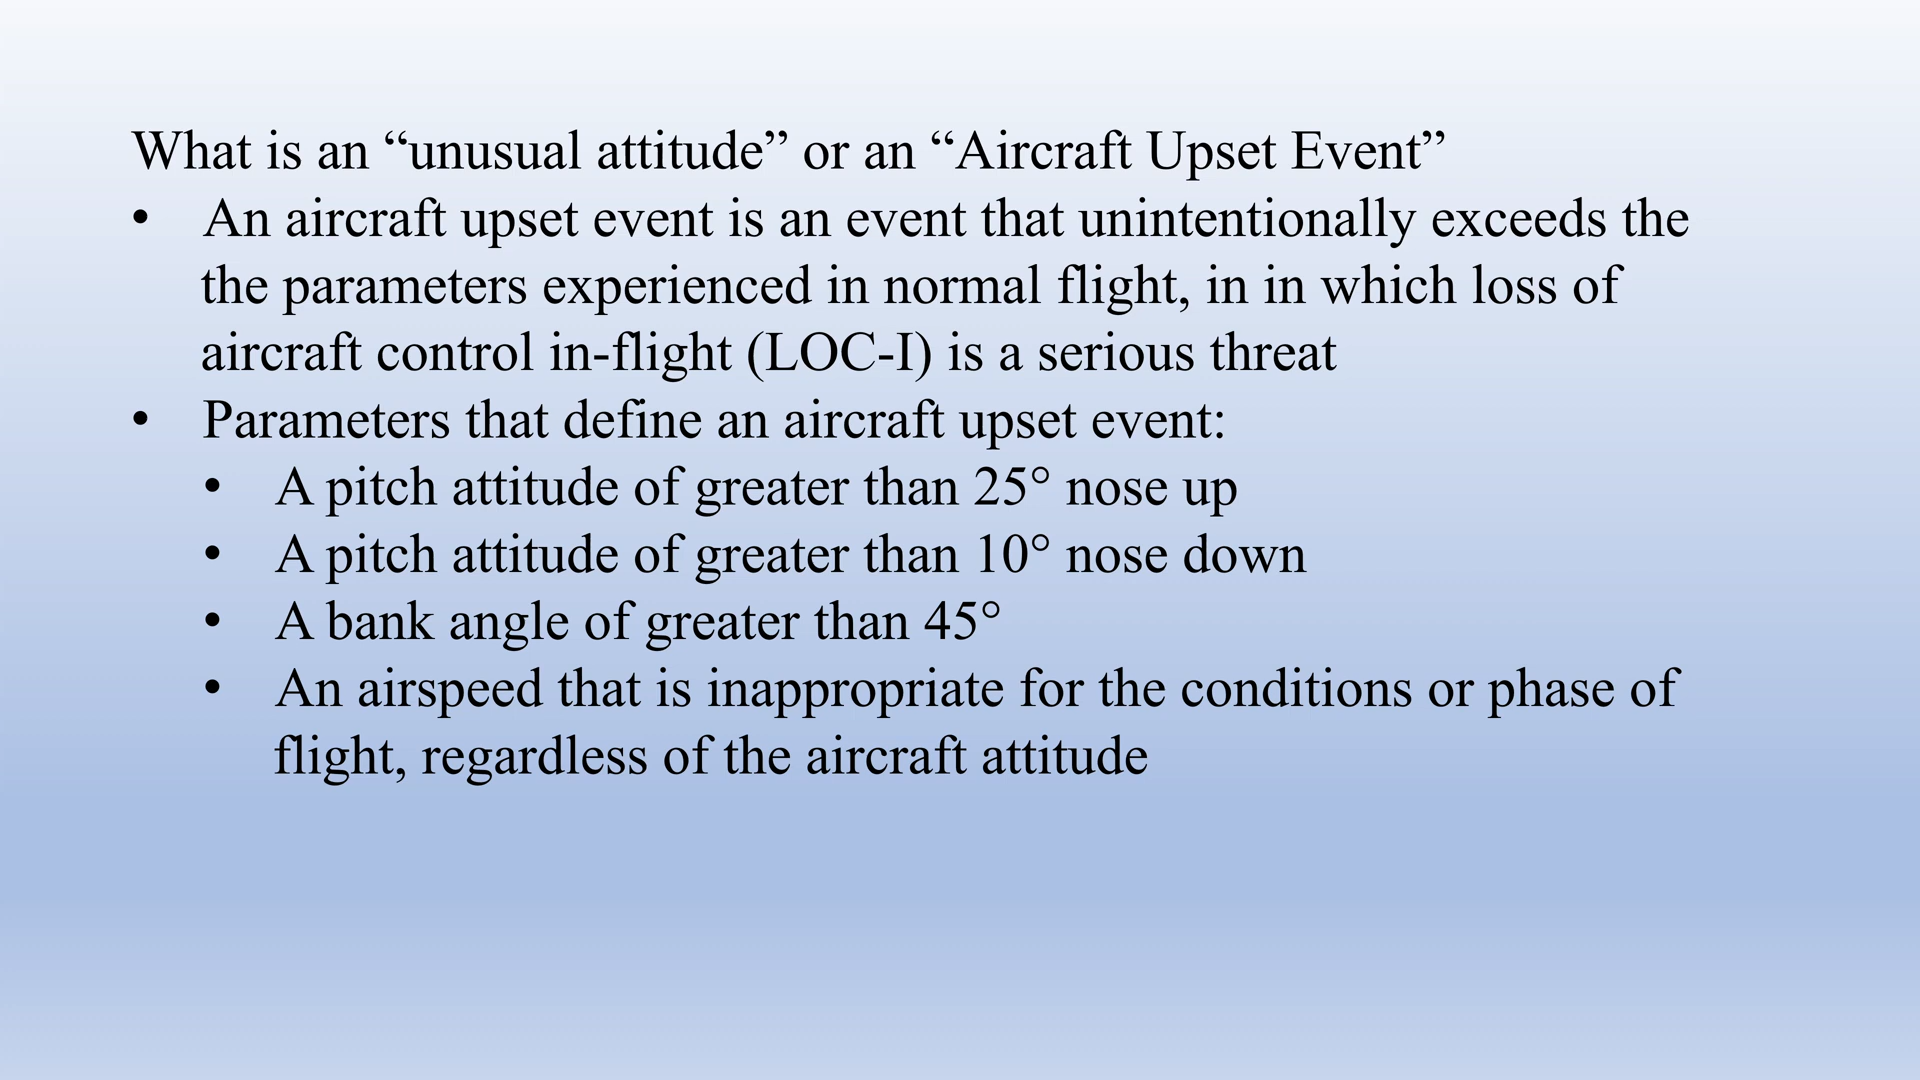 What is an “unusual attitude” or an “Aircraft Upset Event”
• An aircraft upset event is an event that unintentionally exceeds the
the parameters experienced in normal flight, in in which loss of
aircraft control in-flight (LOC-I) is a serious threat
• Parameters that define an aircraft upset event:
• A pitch attitude of greater than 25° nose up
• A pitch attitude of greater than 10° nose down
• A bank angle of greater than 45°
• An airspeed that is inappropriate for the conditions or phase of
flight, regardless of the aircraft attitude